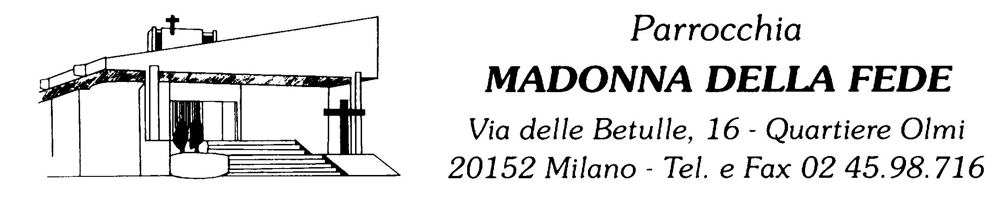 Parrocchia
MADONNA DELLA FEDE
Via delle Betulle, 16 - Quartiere Olmi
20152 Milano - Tel. e Fax 02 45.98.716